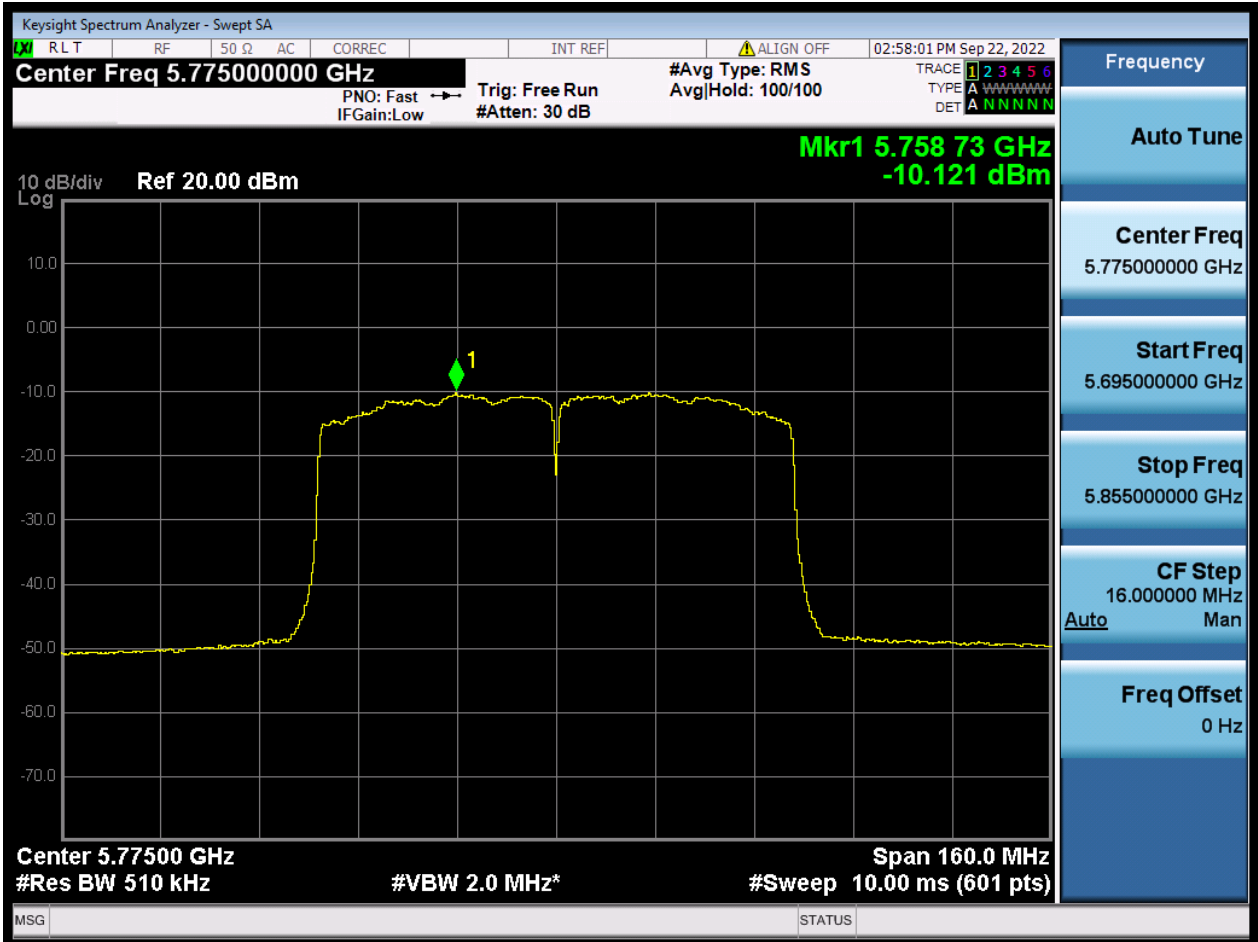 Keysight Spectrum Analyzer - Swept SA
LXI RLT RF 50 Ω AC CORREC INT REF ALIGN OFF 02:58:01 PM Sep 22, 2022
Center Freq 5.775000000 GHz
PNO: Fast
IFGain:Low
Trig: Free Run
#Atten: 30 dB
#Avg Type: RMS
Avg|Hold: 100/100
TRACE 1 2 3 4 5 6
TYPE A WWWWW
DET A N N N N N
Mkr1 5.758 73 GHz
-10.121 dBm
10 dB/div Ref 20.00 dBm
Log
10.0
0.00
-10.0
-20.0
-30.0
-40.0
-50.0
-60.0
-70.0
1
Center 5.77500 GHz Span 160.0 MHz
#Res BW 510 kHz #VBW 2.0 MHz* #Sweep 10.00 ms (601 pts)
MSG STATUS
Frequency
Auto Tune
Center Freq
5.775000000 GHz
Start Freq
5.695000000 GHz
Stop Freq
5.855000000 GHz
CF Step
16.000000 MHz
Auto Man
Freq Offset
0 Hz